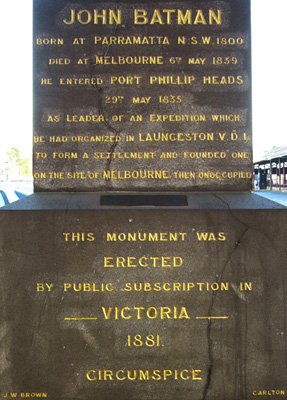 JOHN BATMAN
BORN AT PARRAMATTA N.S.W. 1800
DIED AT MELBOURNE 6TH MAY 1839
HE ENTERED PORT PHILLIP HEADS
29TH MAY 1835
AS LEADER OF AN EXPEDITION WHICH
HE HAD ORGANIZED IN LAUNCESTON V.D.L.
TO FORM A SETTLEMENT AND FOUNDED ONE
ON THE SITE OF MELBOURNE THEN UNOCCUPIED
THIS MONUMENT WAS
ERECTED
BY PUBLIC SUBSCRIPTION IN
VICTORIA
1881.
CIRCUMSPICE
J.W. BROWN CARLTON